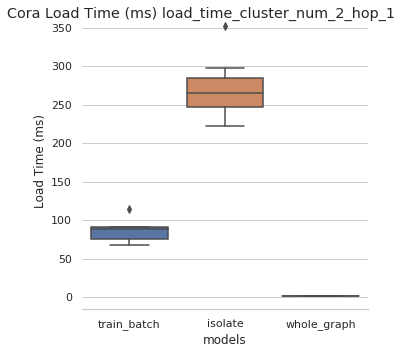 Cora Load Time (ms) load_time_cluster_num_2_hop_1
350
300
250
200
150
100
50
0
Load Time (ms)
train_batch isolate whole_graph
models